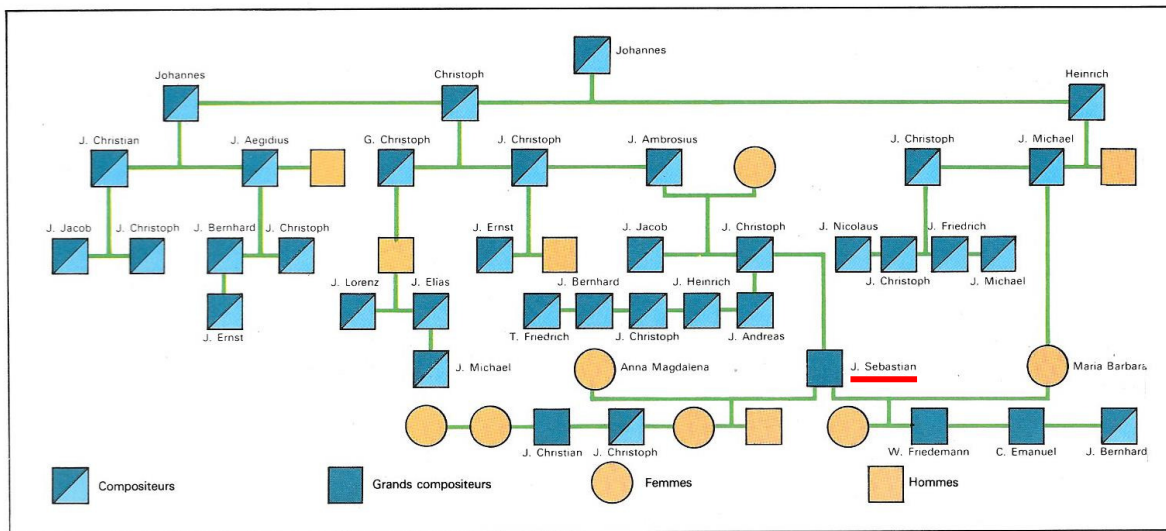 Johannes
Johannes
Christoph
Heinrich
J. Christian
J. Aegidius
G. Christoph
J. Christoph
J. Ambrosius
J. Christoph
J. Michael
J. Jacob
J. Christoph
J. Bernhard
J. Christoph
J. Ernst
J. Jacob
J. Christoph
J. Nicolaus
J. Friedrich
J. Christoph
J. Michael
J. Lorenz
J. Elias
J. Bernhard
J. Heinrich
J. Ernst
T. Friedrich
J. Christoph
J. Andreas
J. Michael
Anna Magdalena
J. Sebastian
Maria Barbara
J. Christian
J. Christoph
W. Friedemann
C. Emanuel
J. Bernhard
Compositeurs
Grands compositeurs
Femmes
Hommes